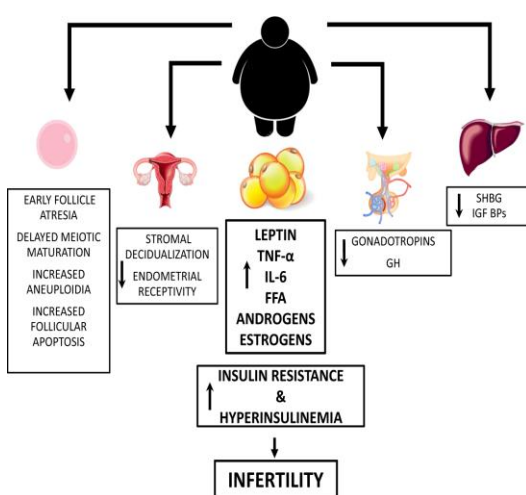 EARLY FOLLICLE
ATRESIA
DELAYED MEIOTIC
MATURATION
INCREASED
ANEUPLOIDIA
INCREASED
FOLLICULAR
APOPTOSIS
STROMAL
DECIDUALIZATION
ENDOMETRIAL
RECEPTIVITY
LEPTIN
TNF-α
IL-6
FFA
ANDROGENS
ESTROGENS
GONADOTROPINS
GH
SHBG
IGF BPs
INSULIN RESISTANCE
&
HYPERINSULINEMIA
INFERTILITY